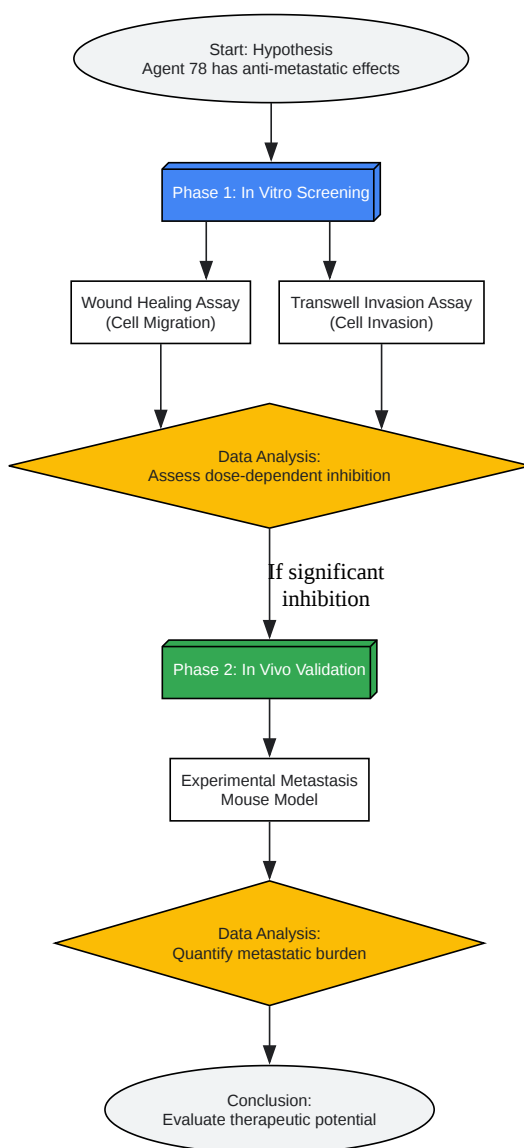 Start: Hypothesis
Agent 78 has anti-metastatic effects
Phase 1: In Vitro Screening
Wound Healing Assay
(Cell Migration)
Transwell Invasion Assay
(Cell Invasion)
Data Analysis:
Assess dose-dependent inhibition
If significant
inhibition
Phase 2: In Vivo Validation
Experimental Metastasis
Mouse Model
Data Analysis:
Quantify metastatic burden
Conclusion:
Evaluate therapeutic potential